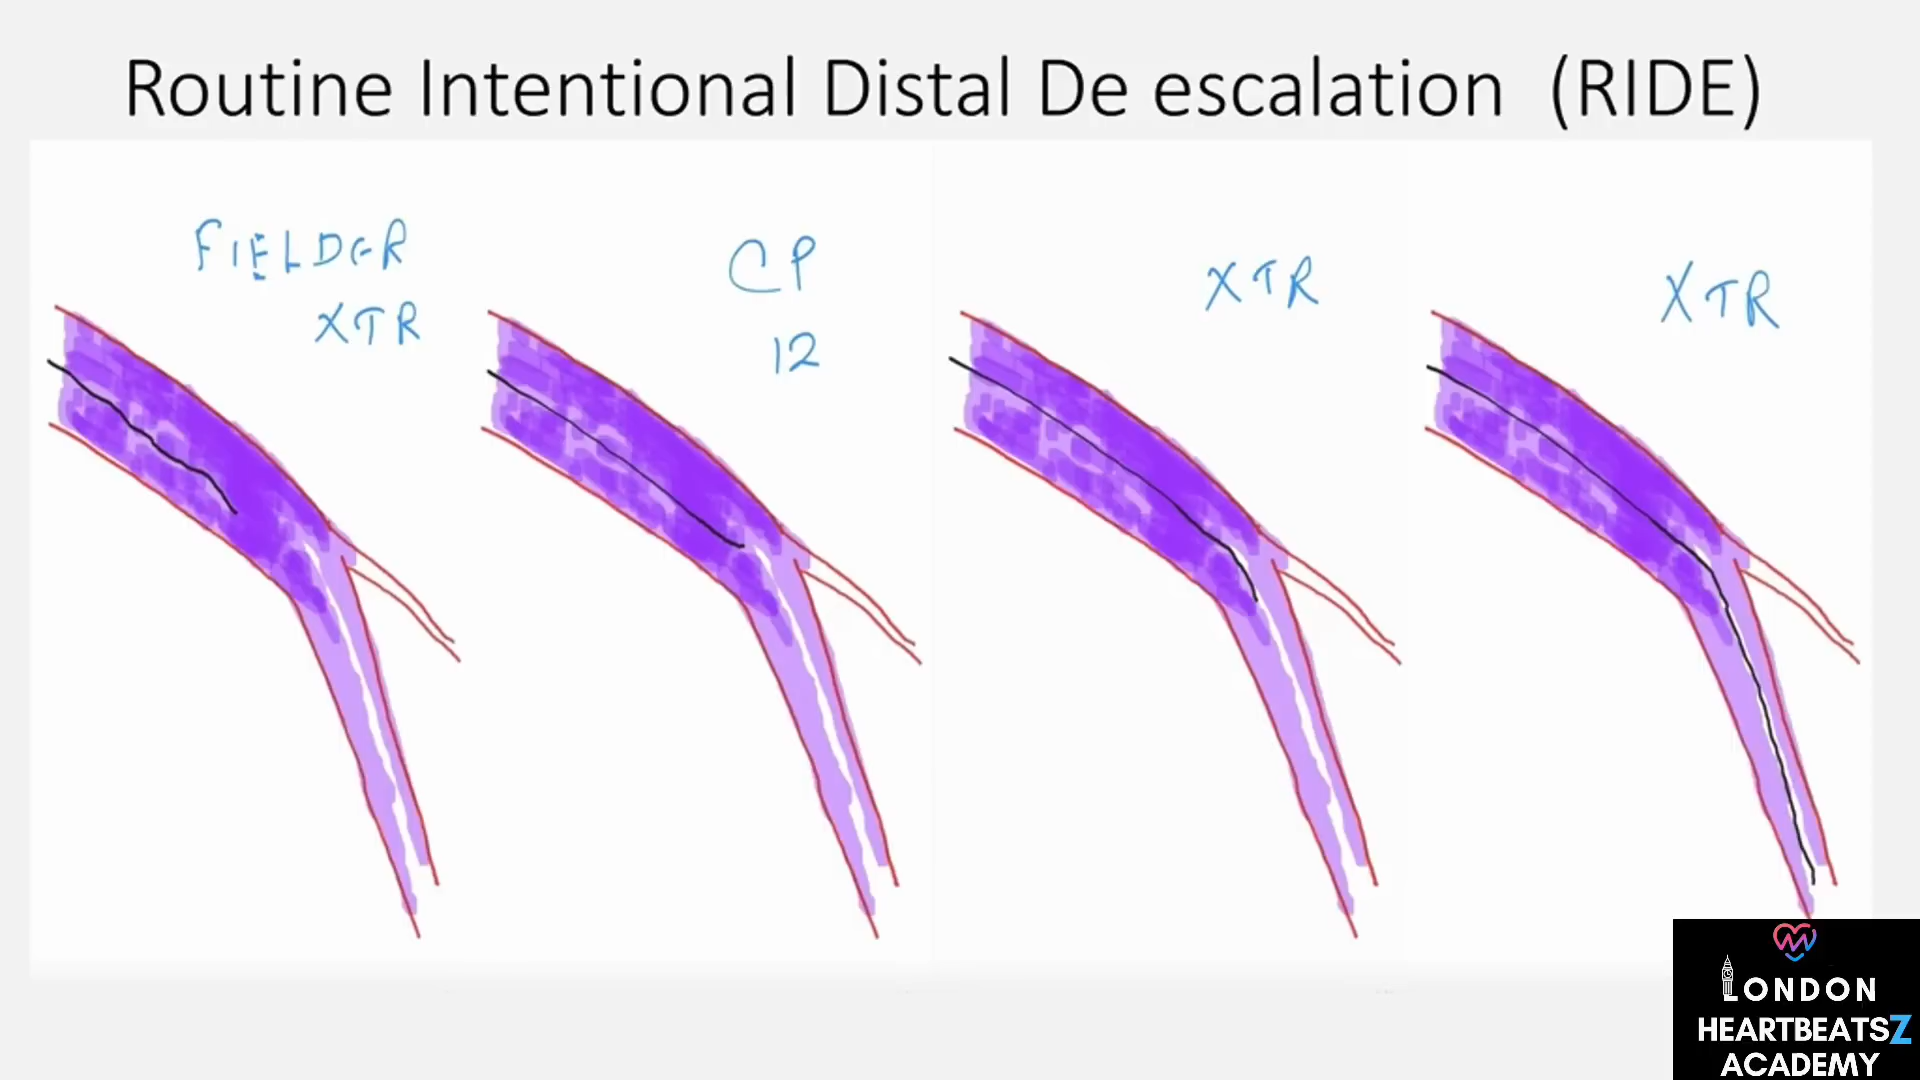 Routine Intentional Distal De escalation (RIDE)
FIELDER
XTR
CP
12
XTR
XTR
LONDON
HEARTBEATSZ
ACADEMY